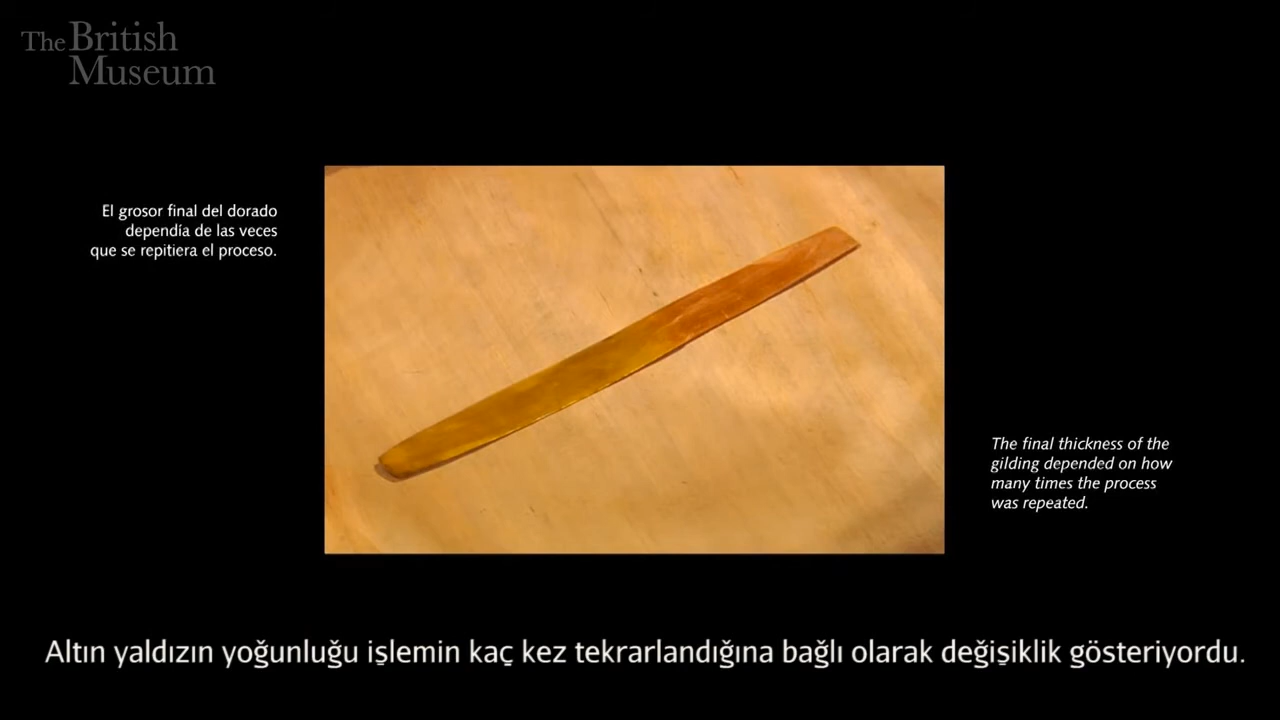 The British
Museum
El grosor final del dorado
dependía de las veces
que se repitiera el proceso.
The final thickness of the
gilding depended on how
many times the process
was repeated.
Altın yaldızın yoğunluğu işlemin kaç kez tekrarlandığına bağlı olarak değişiklik gösteriyordu.